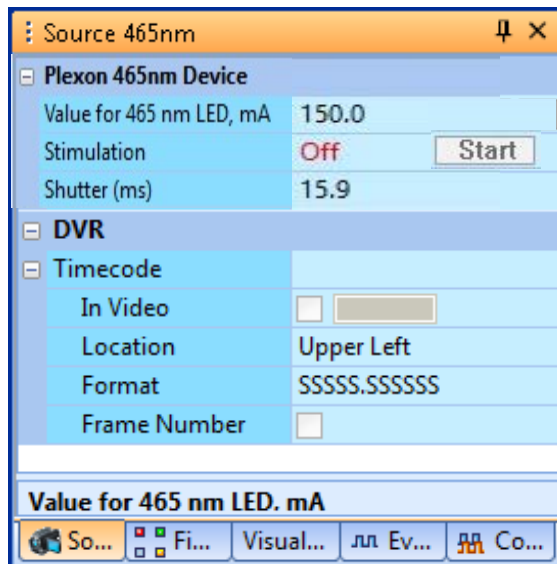 Source 465nm
Plexon 465nm Device
Value for 465 nm LED, mA 150.0
Stimulation Off Start
Shutter (ms) 15.9
DVR
Timecode
In Video
Location Upper Left
Format SSSSS.SSSSSS
Frame Number
Value for 465 nm LED. mA
So... Fi... Visual... Ev... Co...